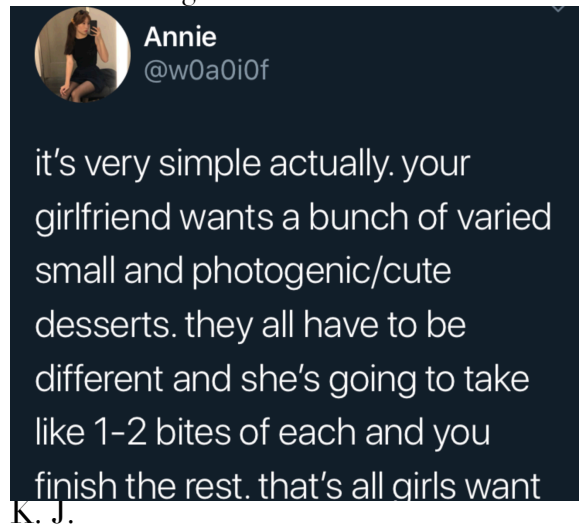 Annie
@w0a0i0f
it's very simple actually. your
girlfriend wants a bunch of varied
small and photogenic/cute
desserts. they all have to be
different and she's going to take
like 1-2 bites of each and you
finish the rest. that's all girls want
K. J.